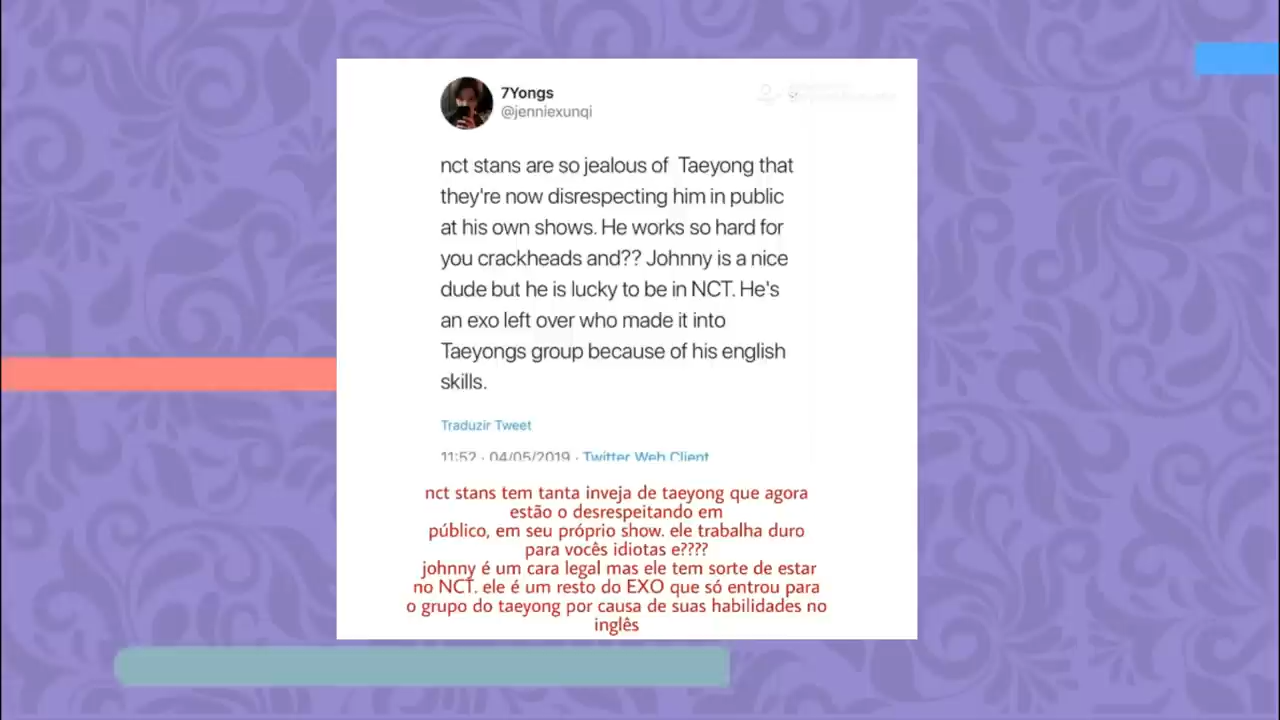 7Yongs
@jenniexunqi
nct stans are so jealous of Taeyong that
they're now disrespecting him in public
at his own shows. He works so hard for
you crackheads and?? Johnny is a nice
dude but he is lucky to be in NCT. He's
an exo left over who made it into
Taeyongs group because of his english
skills.
Traduzir Tweet
11:52 · 04/05/2019 · Twitter Web Client
nct stans tem tanta inveja de taeyong que agora
estão o desrespeitando em
público, em seu próprio show. ele trabalha duro
para vocês idiotas e????
johnny é um cara legal mas ele tem sorte de estar
no NCT. ele é um resto do EXO que só entrou para
o grupo do taeyong por causa de suas habilidades no
inglês